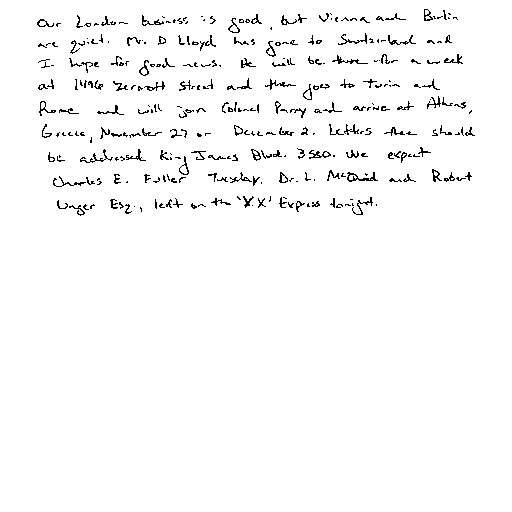 Our London business is good, but Vienna and Berlin
are quiet. Mr. D Lloyd has gone to Switzerland and
I hope for good news. He will be there for a week
at 1496 Zermott Street and then goes to Turin and
Rome and will join Colonel Parry and arrive at Athens,
Greece, November 27 or December 2. Letters there should
be addressed King James Blvd. 3580. We expect
Charles E. Fuller Tuesday. Dr. L. McQuaid and Robert
Unger Esq., left on the 'X.X' Express tonight.